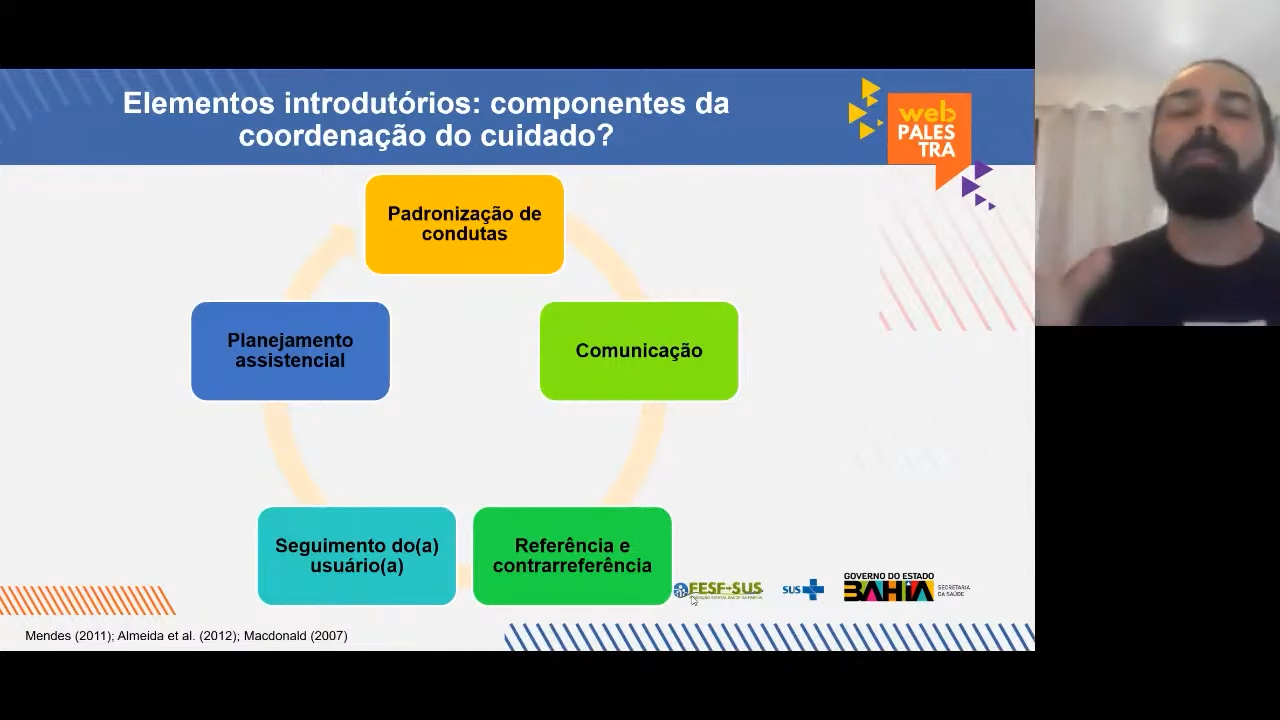 Elementos introdutórios: componentes da
coordenação do cuidado?
web
PALES
TRA
Padronização de
condutas
Planejamento
assistencial
Comunicação
Seguimento do(a)
usuário(a)
Referência e
contrarreferência
FESF-SUS
SUS
GOVERNO DO ESTADO
BAHIA
SECRETARIA
DA SAÚDE
Mendes (2011); Almeida et al. (2012); Macdonald (2007)